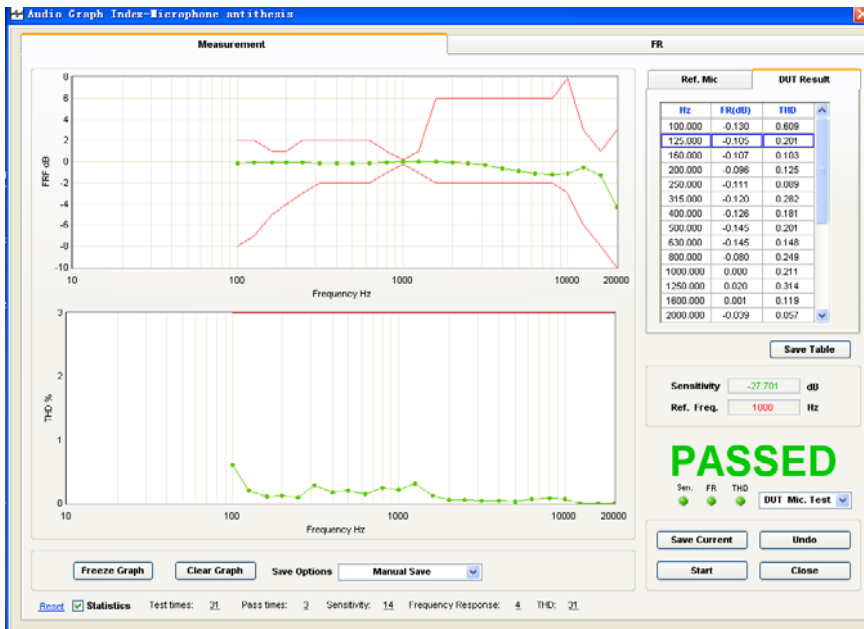 Audio Graph Index-Microphone antithesis
Measurement
FR
8
6
4
2
0
-2
-4
-6
-8
-10
FRF dB
10
100
1000
10000
20000
Frequency Hz
3
2
1
0
THD %
10
100
1000
10000
20000
Frequency Hz
Ref. Mic
DUT Result
Hz FR(dB) THD
100.000 -0.130 0.609
125.000 -0.105 0.201
160.000 -0.107 0.103
200.000 -0.096 0.125
250.000 -0.111 0.089
315.000 -0.120 0.282
400.000 -0.126 0.181
500.000 -0.145 0.201
630.000 -0.145 0.148
800.000 -0.080 0.249
1000.000 0.000 0.211
1250.000 0.020 0.314
1600.000 0.001 0.119
2000.000 -0.039 0.057
Save Table
Sensitivity -27.701 dB
Ref. Freq. 1000 Hz
PASSED
Sen. FR THD
DUT Mic. Test
Save Current
Undo
Start
Close
Freeze Graph
Clear Graph
Save Options
Manual Save
Reset Statistics Test times: 31 Pass times: 3 Sensitivity: 14 Frequency Response: 4 THD: 31